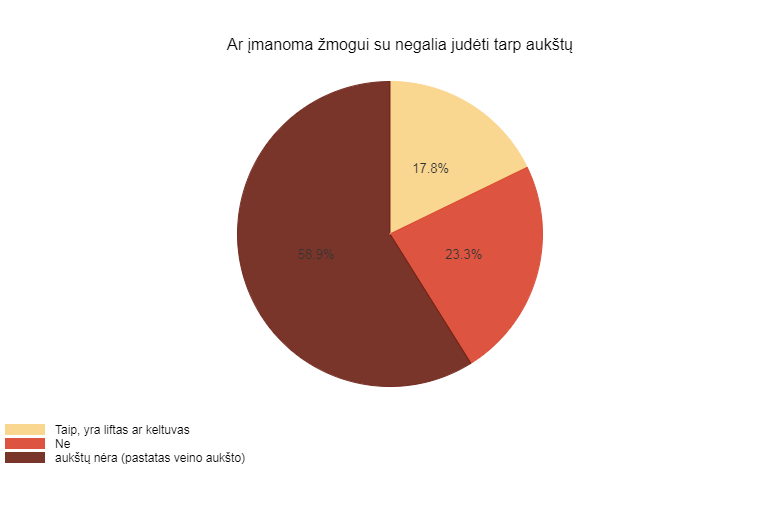 Ar įmanoma žmogui su negalia judėti tarp aukštų
17.8%
58.9%
23.3%
Taip, yra liftas ar keltuvas
Ne
aukštų nėra (pastatas veino aukšto)